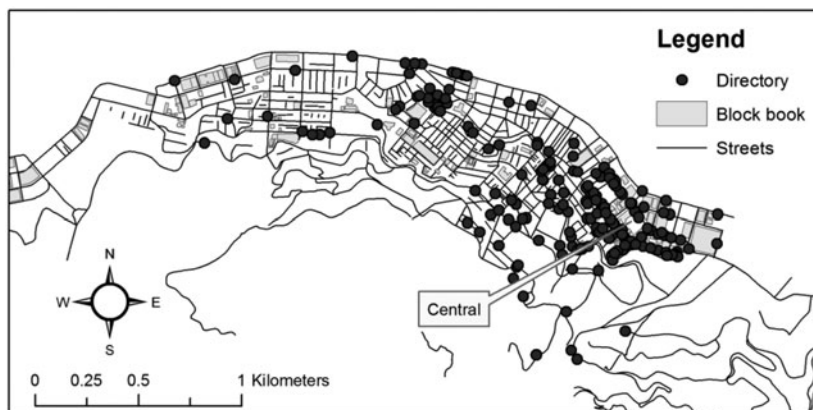 Legend
Directory
Block book
Streets
Central
N
W E
S
0 0.25 0.5 1 Kilometers